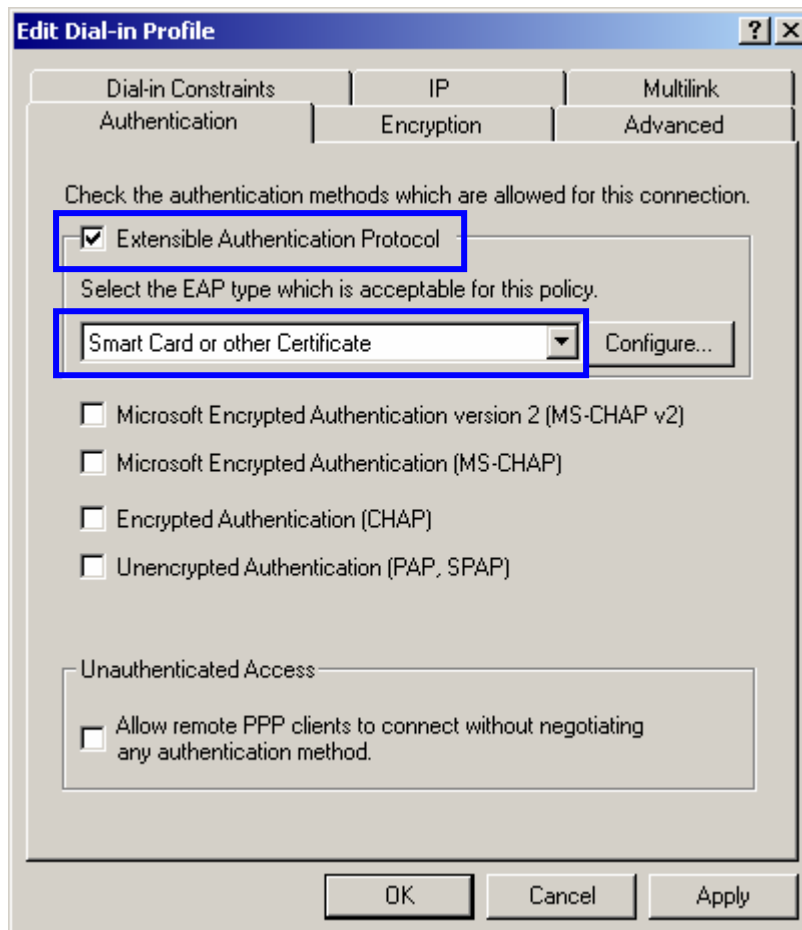 Edit Dial-in Profile
Dial-in Constraints
IP
Multilink
Authentication
Encryption
Advanced
Check the authentication methods which are allowed for this connection.
Extensible Authentication Protocol
Select the EAP type which is acceptable for this policy.
Smart Card or other Certificate
Configure...
Microsoft Encrypted Authentication version 2 (MS-CHAP v2)
Microsoft Encrypted Authentication (MS-CHAP)
Encrypted Authentication (CHAP)
Unencrypted Authentication (PAP, SPAP)
Unauthenticated Access
Allow remote PPP clients to connect without negotiating
any authentication method.
OK
Cancel
Apply